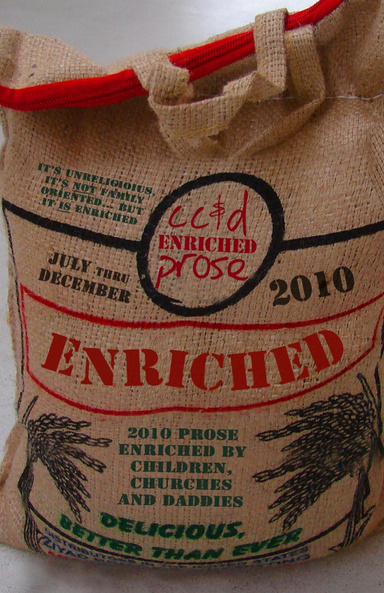 IT'S UNRELIGIOIUS,
IT'S NOT FAMILY
ORIENTED... BUT
IT IS ENRICHED
cc&d
ENRICHED
prose
JULY THRU
DECEMBER
2010
ENRICHED
2010 PROSE
ENRICHED BY
CHILDREN,
CHURCHES
AND DADDIES
DELICIOUS,
BETTER THAN EVER